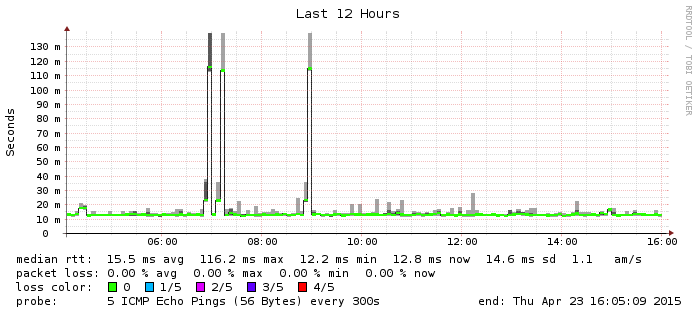 Last 12 Hours
RRDTOOL / TOBI OETIKER
Seconds
130 m
120 m
110 m
100 m
90 m
80 m
70 m
60 m
50 m
40 m
30 m
20 m
10 m
0
06:00 08:00 10:00 12:00 14:00 16:00
median rtt: 15.5 ms avg 116.2 ms max 12.2 ms min 12.8 ms now 14.6 ms sd 1.1 am/s
packet loss: 0.00 % avg 0.00 % max 0.00 % min 0.00 % now
loss color: 0 1/5 2/5 3/5 4/5
probe: 5 ICMP Echo Pings (56 Bytes) every 300s end: Thu Apr 23 16:05:09 2015